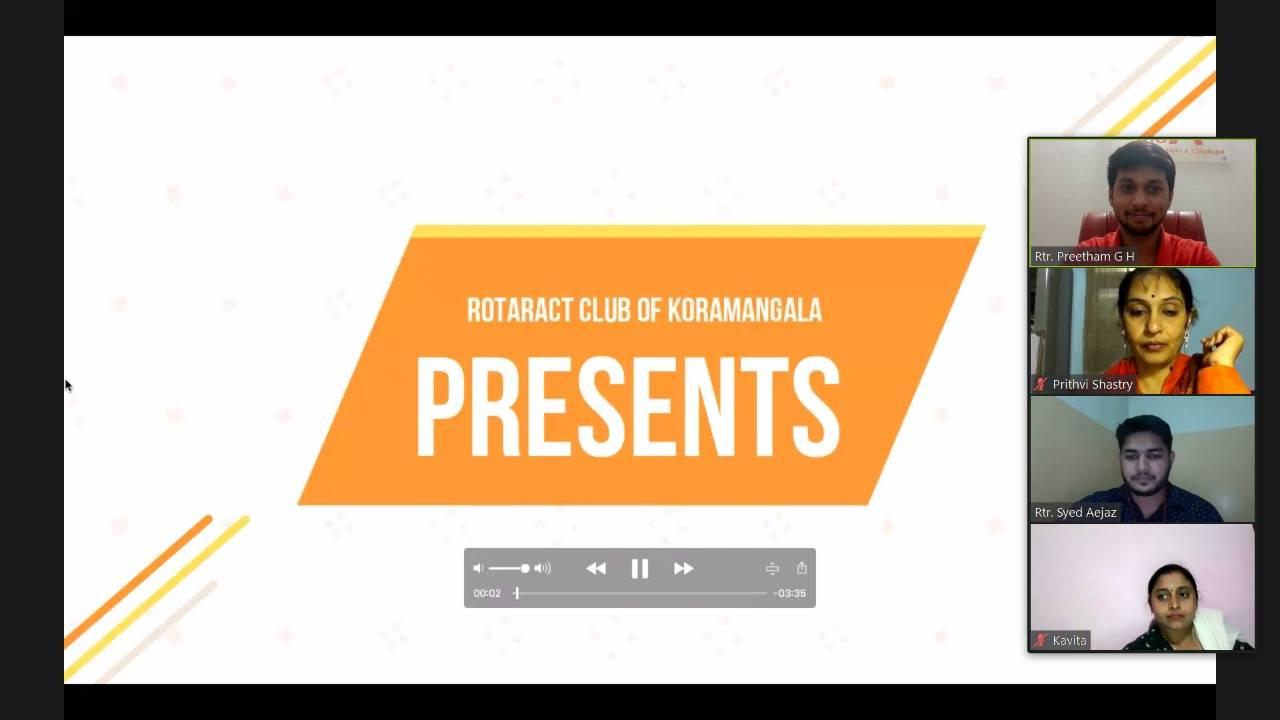 ROTARACT CLUB OF KORAMANGALA
PRESENTS
00:02
-03:35
Rtr. Preetham G H
Prithvi Shastry
Rtr. Syed Aejaz
Kavita